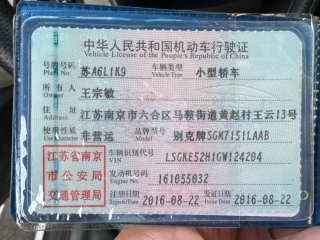 中华人民共和国机动车行驶证
Vehicle License of the People's Republic of China
号牌号码 苏A6L1K9 车辆类型 小型轿车
Plate No. Vehicle Type
所有人 王宗敏
Owner
住址 江苏南京市六合区马鞍街道黄赵村王云13号
Address
使用性质 非营运 品牌型号 别克牌SGM7151LAAB
Use Character Model
江苏省南京 车辆识别代号 LSGKE52H1GW124204
VIN
市公安局 发动机号码 161055032
Engine No.
交通管理局 注册日期 2016-08-22 发证日期 2016-08-22
Register Date Issue Date